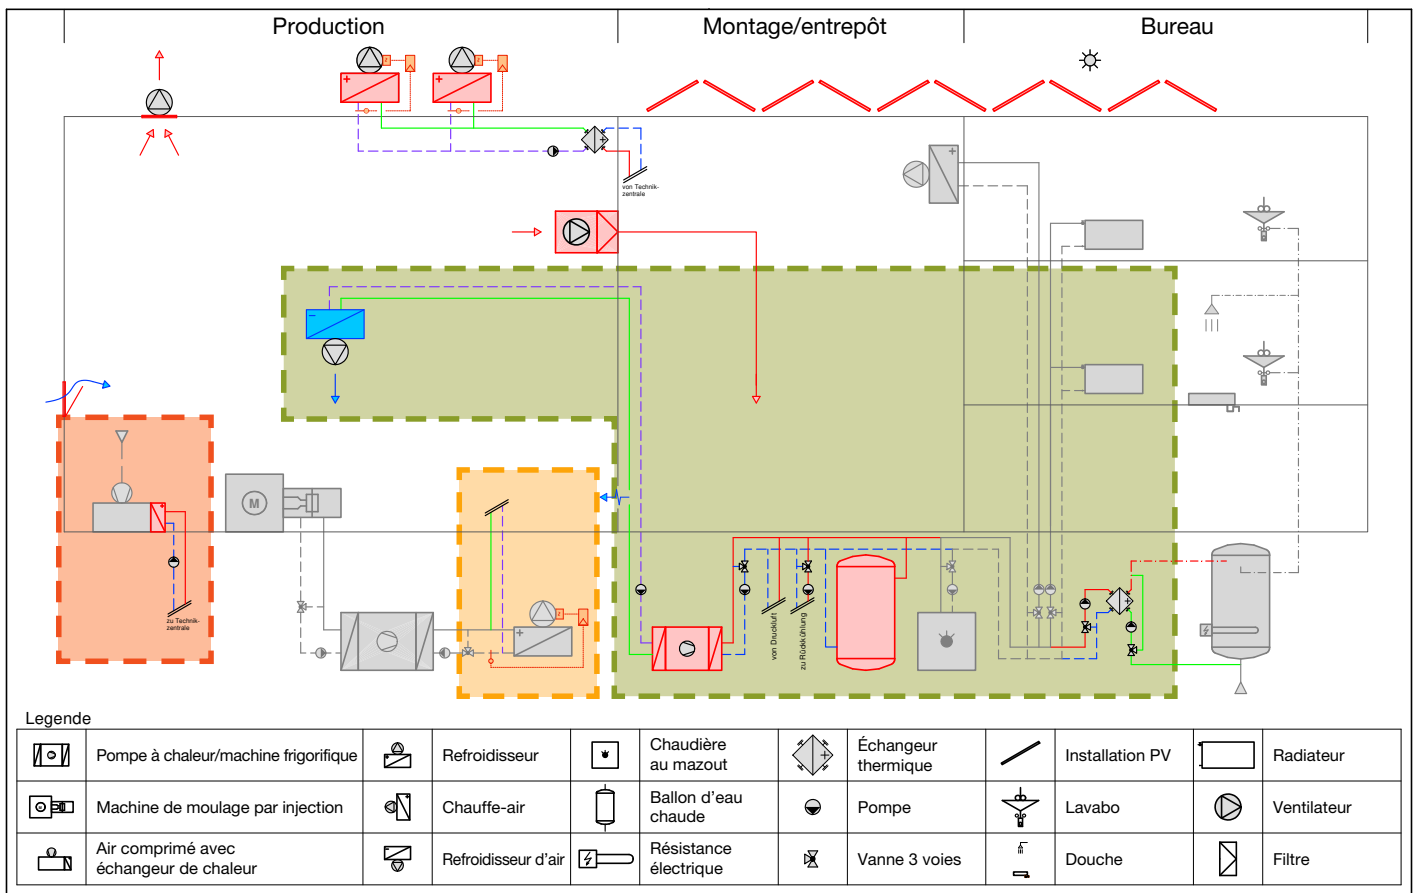 Production
Montage/entrepôt
Bureau
von Technik-
zentrale
M
zu Technik-
zentrale
von Druckluft
zu Rückkühlung
Legende
Pompe à chaleur/machine frigorifique
Refroidisseur
Chaudière
au mazout
Échangeur
thermique
Installation PV
Radiateur
Machine de moulage par injection
Chauffe-air
Ballon d'eau
chaude
Pompe
Lavabo
Ventilateur
Air comprimé avec
échangeur de chaleur
Refroidisseur d'air
Résistance
électrique
Vanne 3 voies
Douche
Filtre